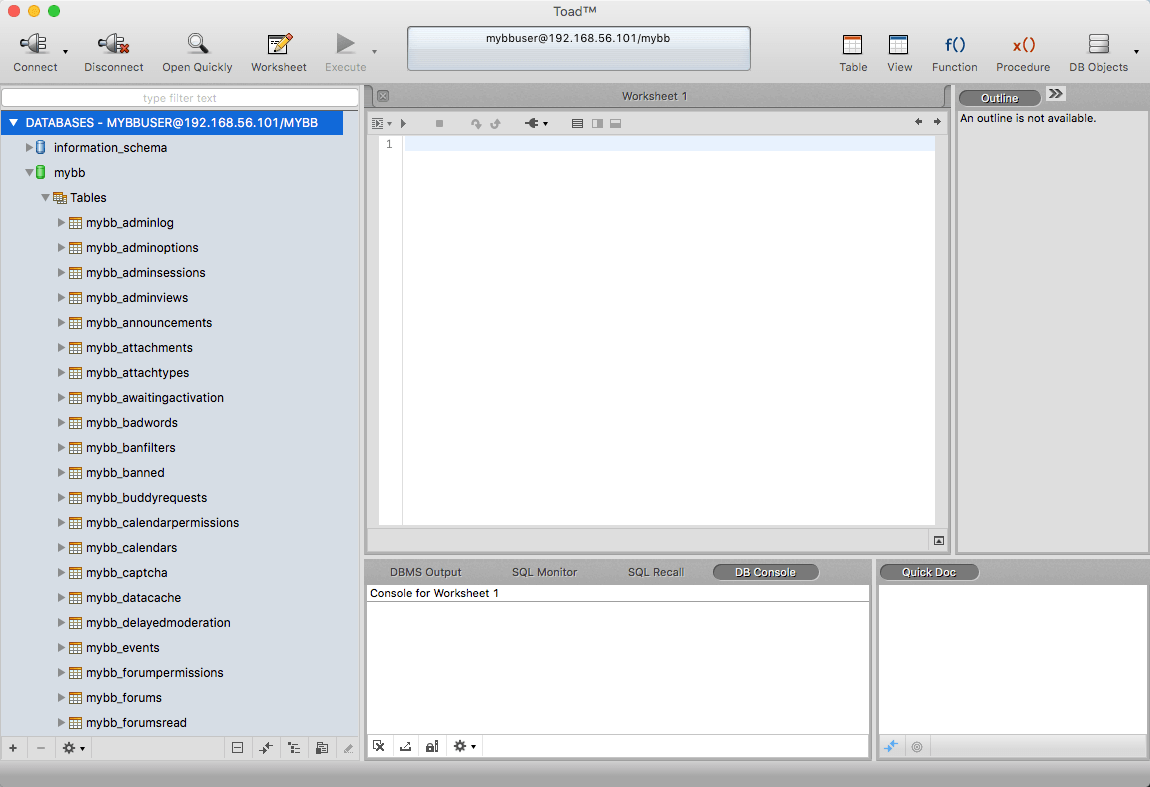 Toad™
mybbuser@192.168.56.101/mybb
Connect
Disconnect
Open Quickly
Worksheet
Execute
Table
View
Function
Procedure
DB Objects
f()
x()
type filter text
DATABASES - MYBBUSER@192.168.56.101/MYBB
information_schema
mybb
Tables
mybb_adminlog
mybb_adminoptions
mybb_adminsessions
mybb_adminviews
mybb_announcements
mybb_attachments
mybb_attachtypes
mybb_awaitingactivation
mybb_badwords
mybb_banfilters
mybb_banned
mybb_buddyrequests
mybb_calendarpermissions
mybb_calendars
mybb_captcha
mybb_datacache
mybb_delayedmoderation
mybb_events
mybb_forumpermissions
mybb_forums
mybb_forumsread
Worksheet 1
1
Outline
An outline is not available.
DBMS Output
SQL Monitor
SQL Recall
DB Console
Console for Worksheet 1
Quick Doc